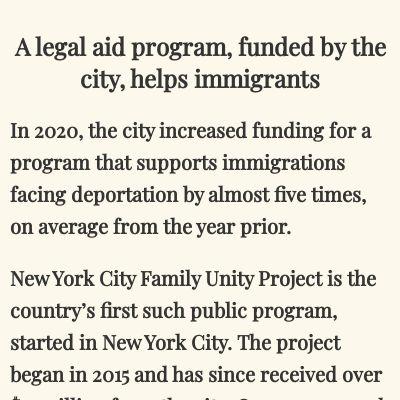 A legal aid program, funded by the
city, helps immigrants
In 2020, the city increased funding for a
program that supports immigrations
facing deportation by almost five times,
on average from the year prior.
New York City Family Unity Project is the
country's first such public program,
started in New York City. The project
began in 2015 and has since received over